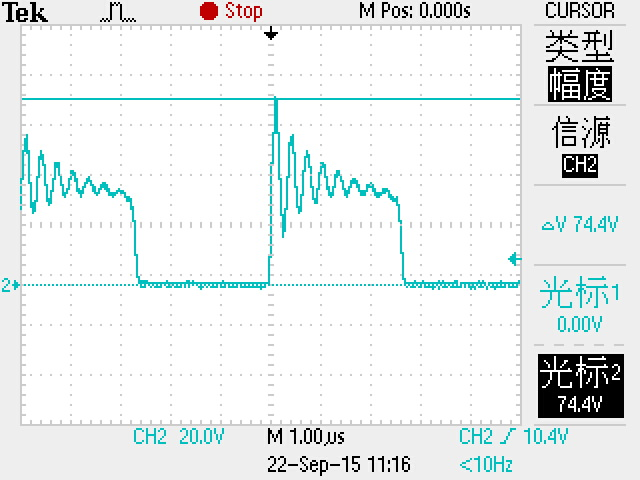 Tek Stop M Pos: 0.000s CURSOR
类型
幅度
信源
CH2
△V 74.4V
2
光标1
0.00V
光标2
74.4V
CH2 20.0V M 1.00µs CH2 10.4V
22-Sep-15 11:16 <10Hz